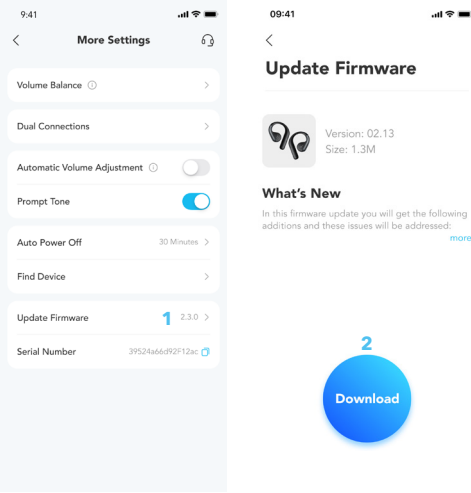 9:41
More Settings
Volume Balance
Dual Connections
Automatic Volume Adjustment
Prompt Tone
Auto Power Off 30 Minutes
Find Device
Update Firmware 1 2.3.0
Serial Number 39524a66d92F12ac
09:41
Update Firmware
Version: 02.13
Size: 1.3M
What's New
In this firmware update you will get the following
additions and these issues will be addressed:
more
2
Download